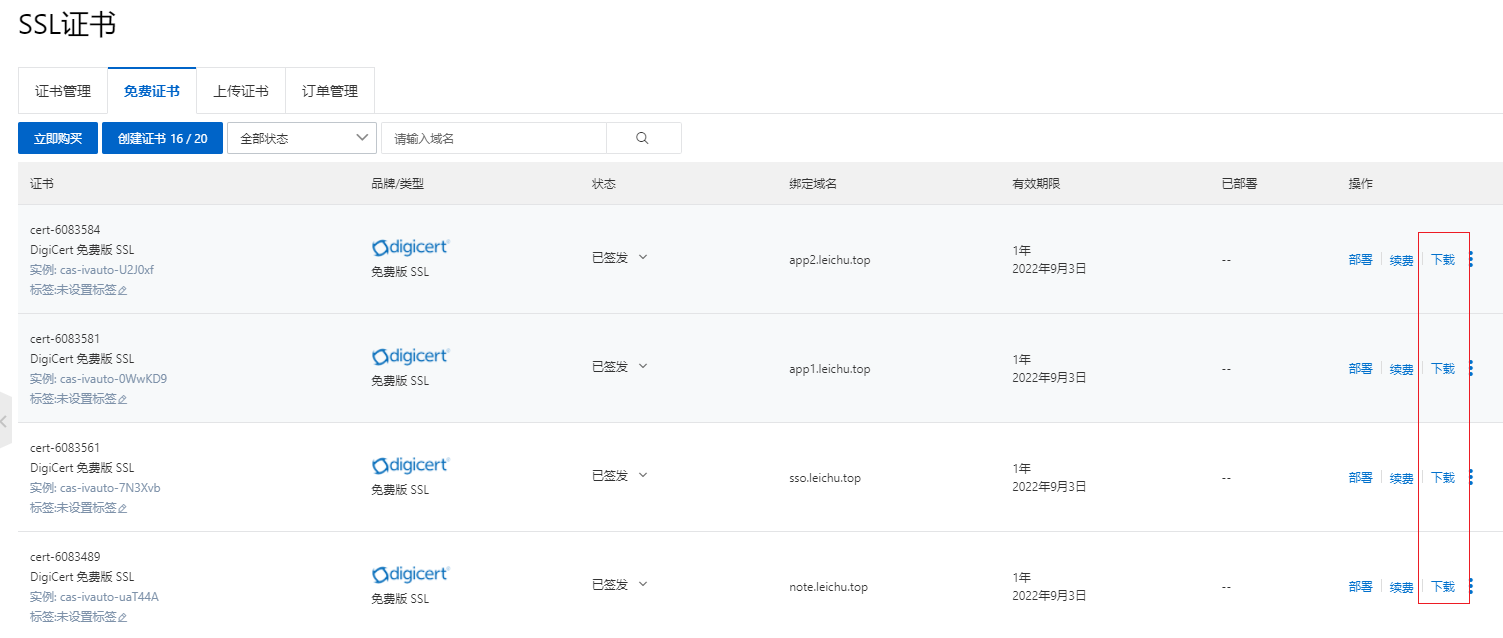 SSL证书
证书管理 免费证书 上传证书 订单管理
立即购买 创建证书 16 / 20 全部状态 请输入域名
证书 品牌/类型 状态 绑定域名 有效期限 已部署 操作
cert-6083584
DigiCert 免费版 SSL
实例: cas-ivauto-U2J0xf
标签:未设置标签
digicert
免费版 SSL
已签发
app2.leichu.top
1年
2022年9月3日
--
部署 续费 下载
cert-6083581
DigiCert 免费版 SSL
实例: cas-ivauto-0WwKD9
标签:未设置标签
digicert
免费版 SSL
已签发
app1.leichu.top
1年
2022年9月3日
--
部署 续费 下载
cert-6083561
DigiCert 免费版 SSL
实例: cas-ivauto-7N3Xvb
标签:未设置标签
digicert
免费版 SSL
已签发
sso.leichu.top
1年
2022年9月3日
--
部署 续费 下载
cert-6083489
DigiCert 免费版 SSL
实例: cas-ivauto-uaT44A
标签:未设置标签
digicert
免费版 SSL
已签发
note.leichu.top
1年
2022年9月3日
--
部署 续费 下载